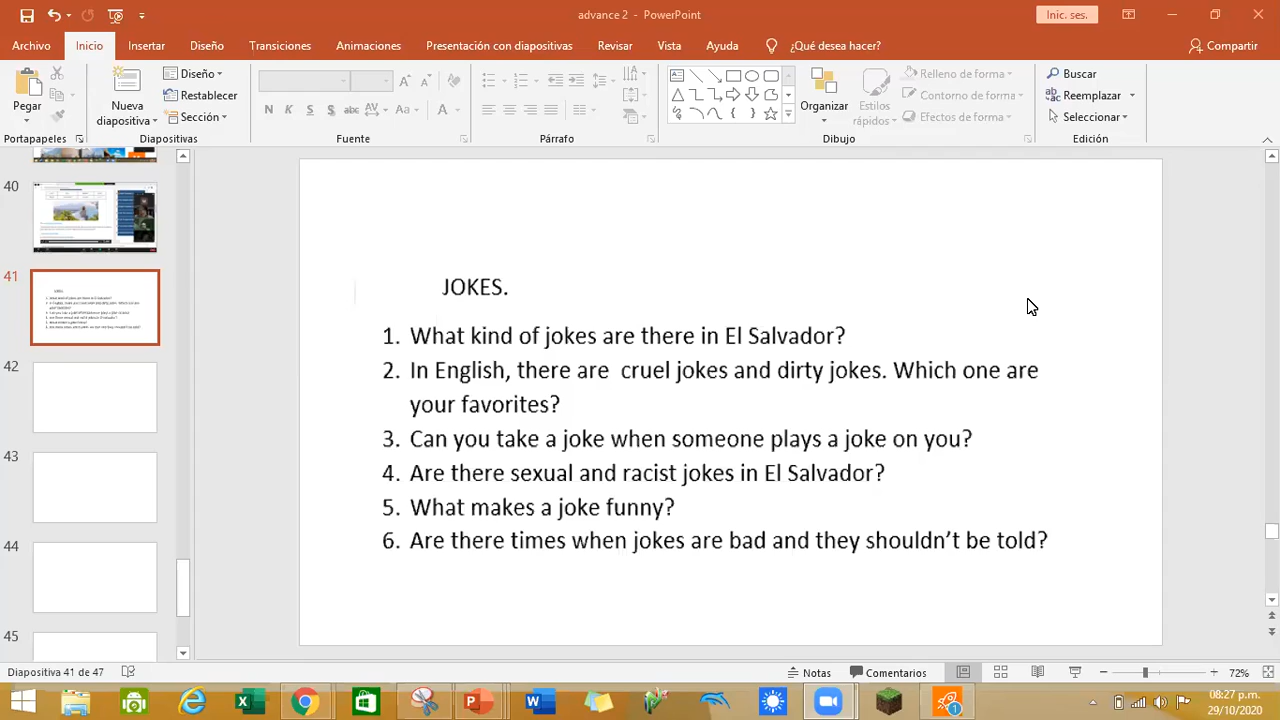 advance 2 - PowerPoint
Inic. ses.
Archivo Inicio Insertar Diseño Transiciones Animaciones Presentación con diapositivas Revisar Vista Ayuda ¿Qué desea hacer? Compartir
Pegar
Nueva diapositiva
Diseño
Restablecer
Sección
N K S S abc AV Aa A
Organizar
Estilos rápidos
Relleno de forma
Contorno de forma
Efectos de forma
Buscar
Reemplazar
Seleccionar
Portapapeles Diapositivas Fuente Párrafo Dibujo Edición
40
41
42
43
44
45
JOKES.
1. What kind of jokes are there in El Salvador?
2. In English, there are cruel jokes and dirty jokes. Which one are
your favorites?
3. Can you take a joke when someone plays a joke on you?
4. Are there sexual and racist jokes in El Salvador?
5. What makes a joke funny?
6. Are there times when jokes are bad and they shouldn't be told?
Diapositiva 41 de 47 Notas Comentarios 72%
08:27 p.m.
29/10/2020